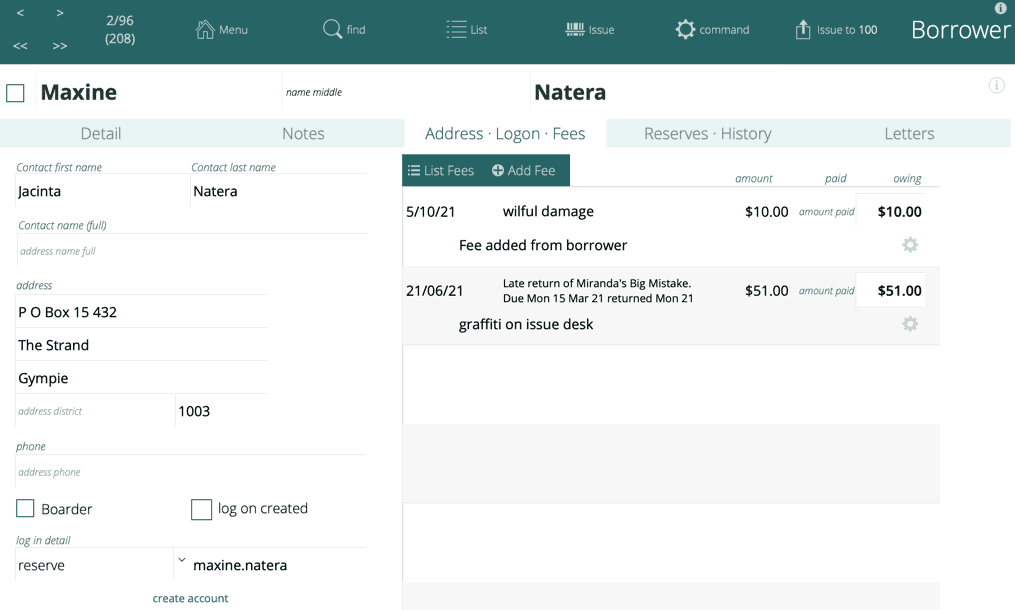 < > 2/96 Menu find List Issue command Issue to 100 Borrower
<< >> (208)
Maxine name middle Natera
Detail Notes Address · Logon · Fees Reserves · History Letters
Contact first name Contact last name
Jacinta Natera
Contact name (full)
address name full
address
P O Box 15 432
The Strand
Gympie
address district 1003
phone
address phone
Boarder log on created
log in detail
reserve maxine.natera
create account
List Fees Add Fee amount paid owing
5/10/21 wilful damage $10.00 amount paid $10.00
Fee added from borrower
21/06/21 Late return of Miranda's Big Mistake. $51.00 amount paid $51.00
Due Mon 15 Mar 21 returned Mon 21
graffiti on issue desk